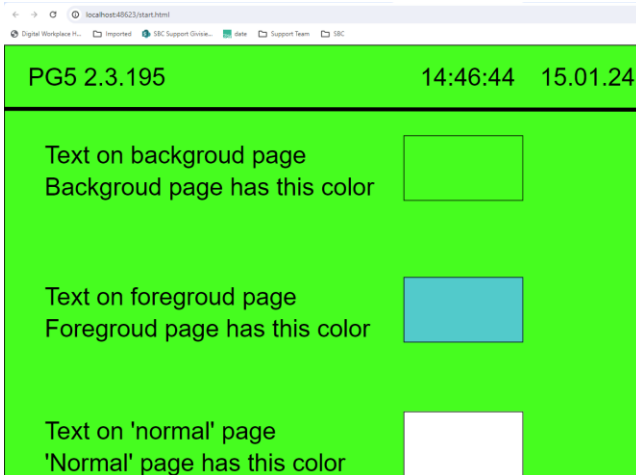 localhost:48623/start.html
Digital Workplace H... Imported SBC Support Givisie... date Support Team SBC
PG5 2.3.195 14:46:44 15.01.24
Text on backgroud page
Backgroud page has this color
Text on foregroud page
Foregroud page has this color
Text on 'normal' page
'Normal' page has this color